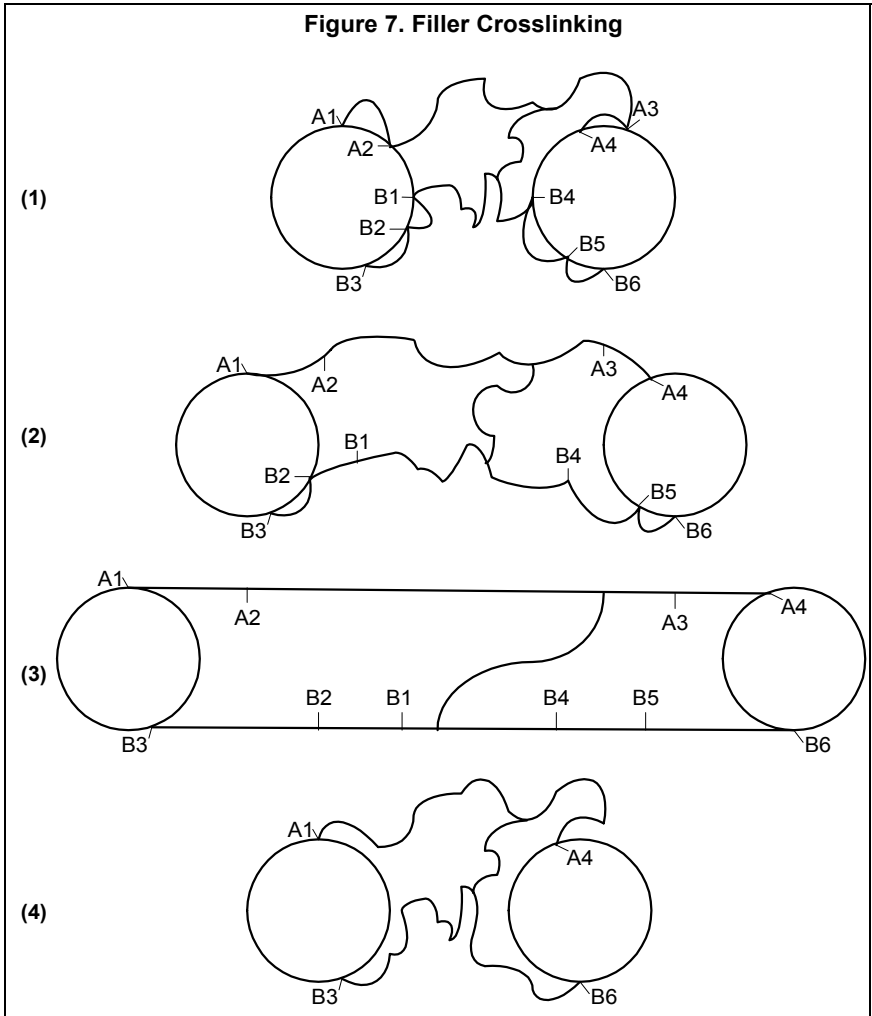 Figure 7. Filler Crosslinking
(1)
A1
A2
A3
A4
B1
B2
B3
B4
B5
B6
(2)
A1
A2
A3
A4
B1
B2
B3
B4
B5
B6
(3)
A1
A2
A3
A4
B2
B1
B4
B5
B3
B6
(4)
A1
A4
B3
B6